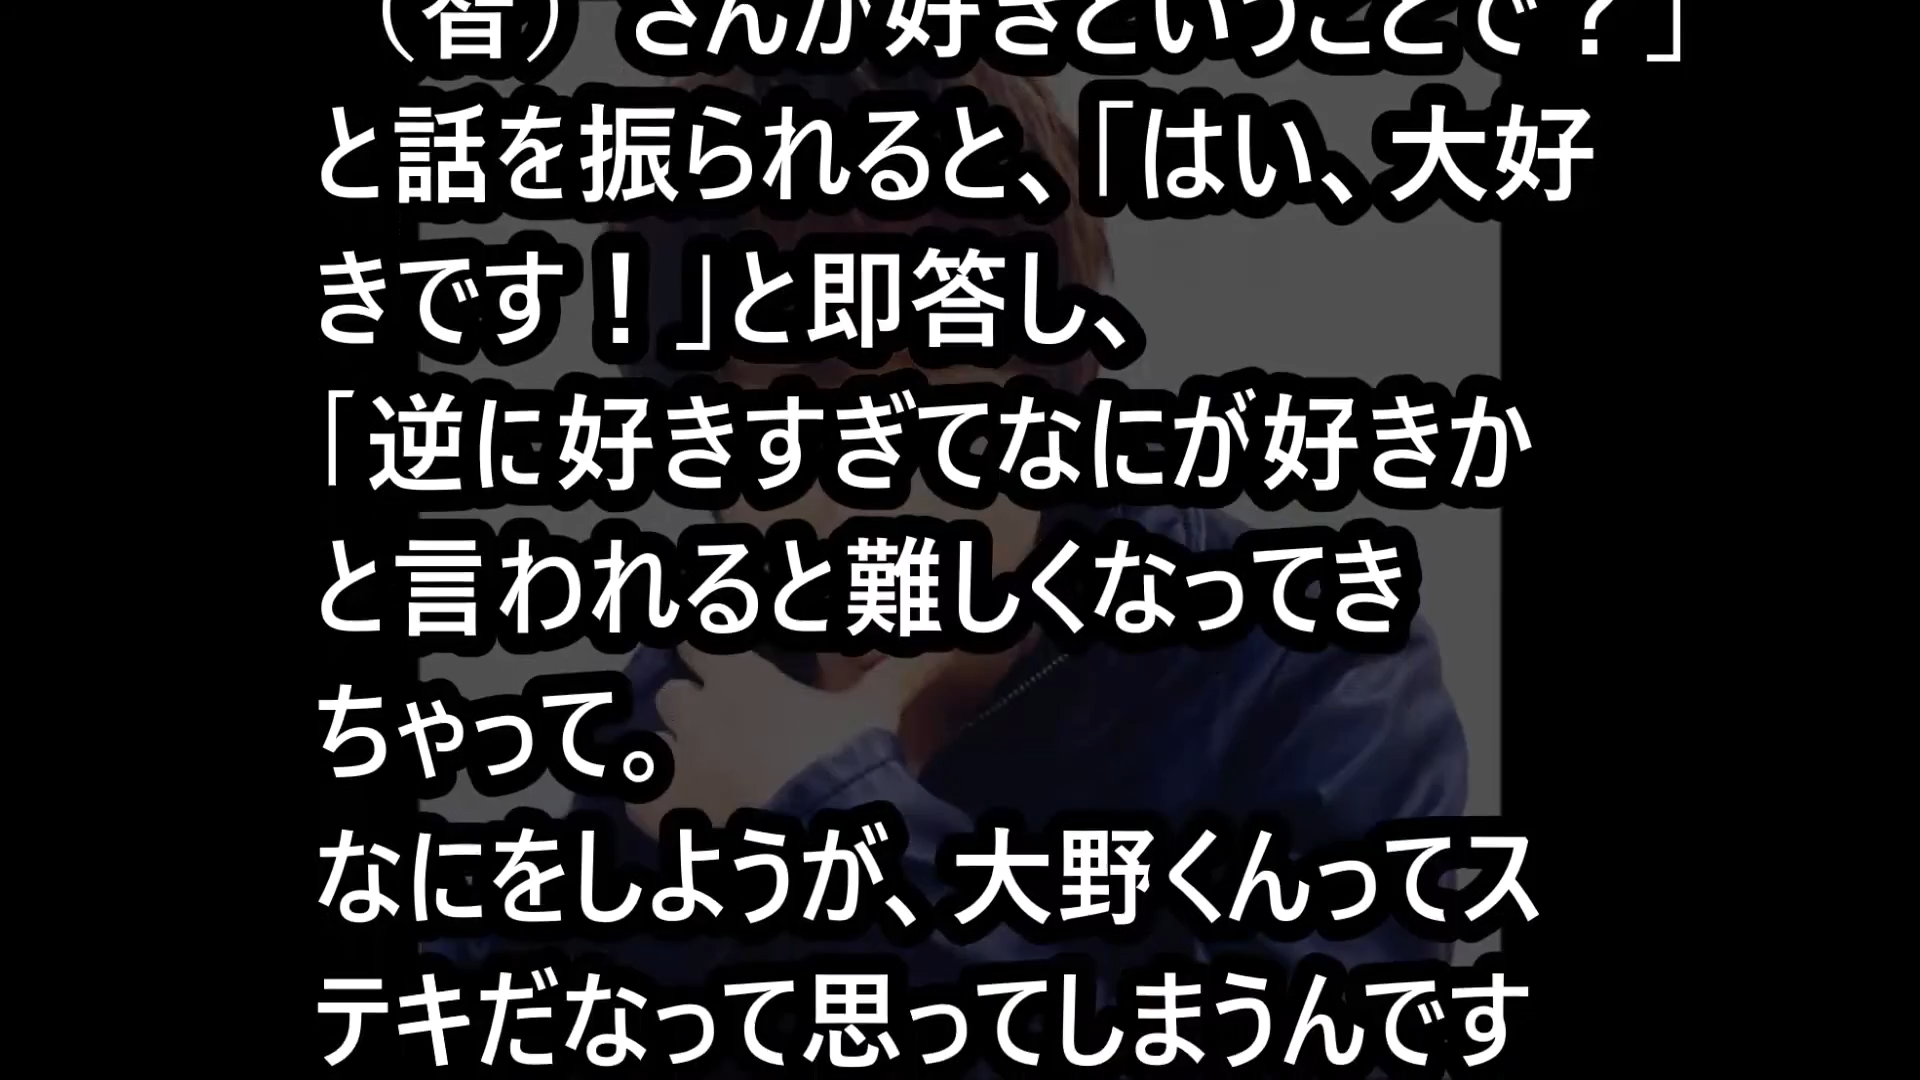 （智）さんが好きということで？」
と話を振られると、「はい、大好
きです！」と即答し、
「逆に好きすぎてなにが好きか
と言われると難しくなってき
ちゃって。
なにをしようが、大野くんってス
テキだなって思ってしまうんです